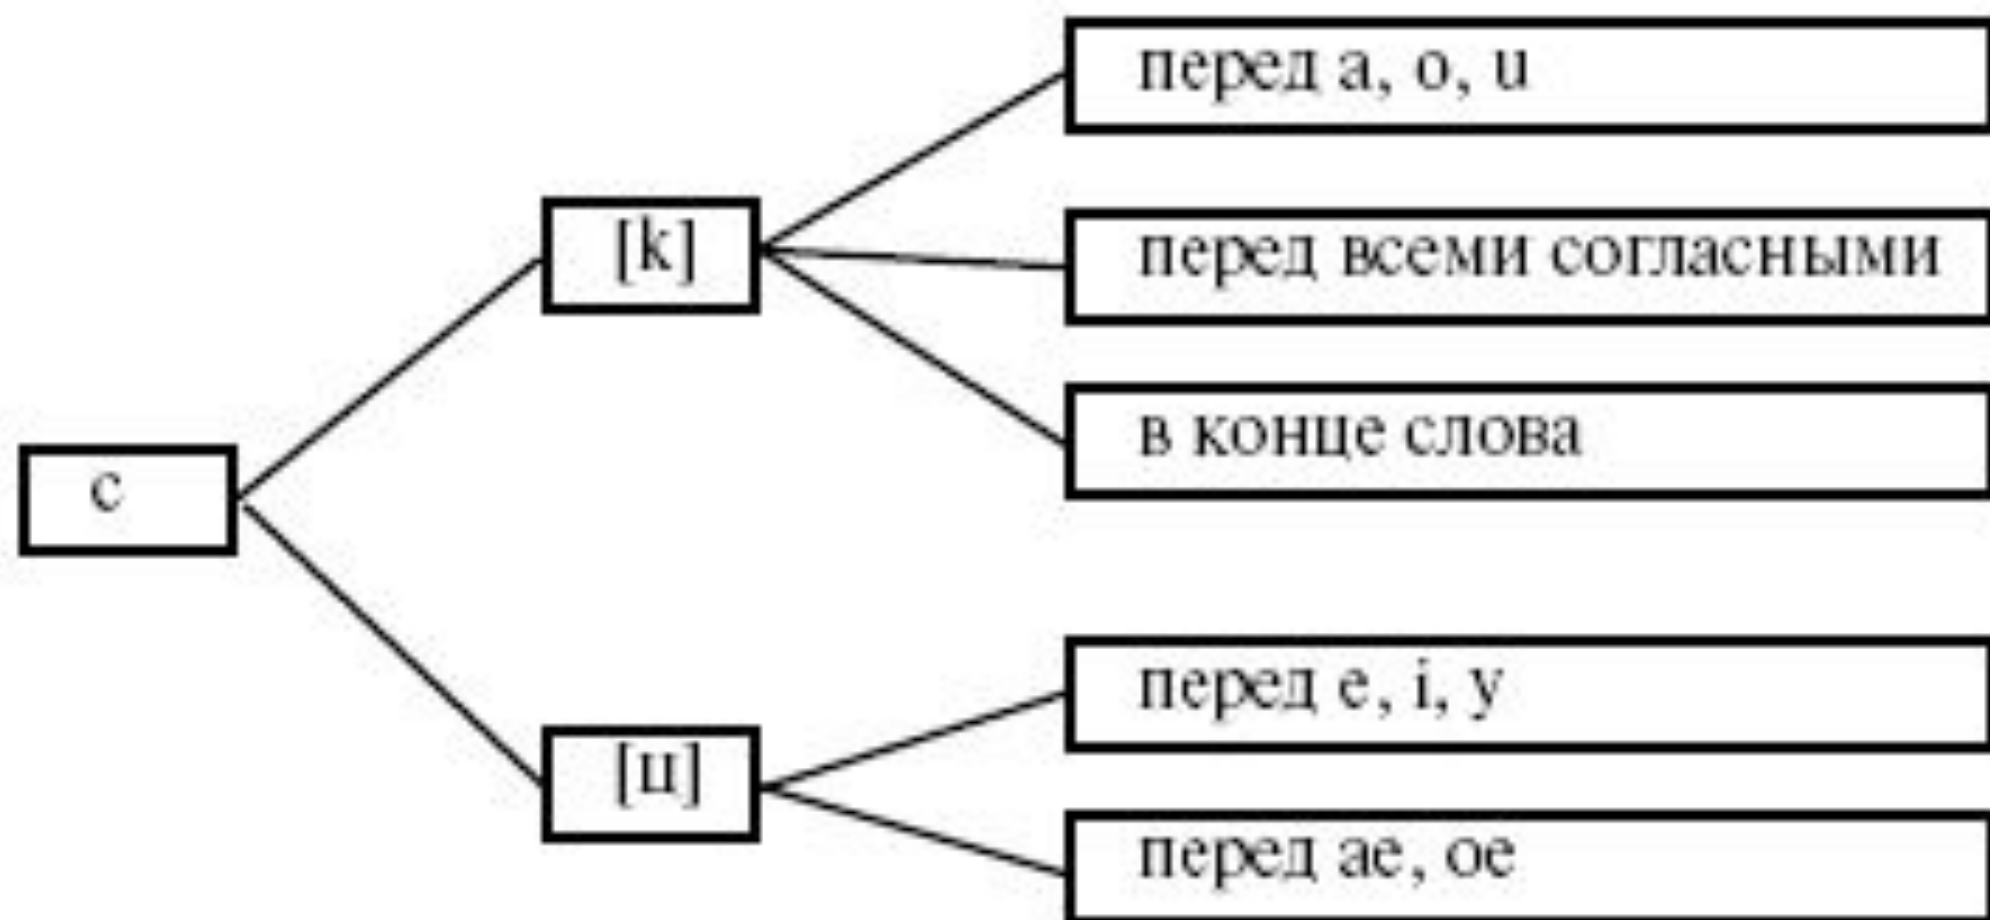 перед a, o, u
[k]
перед всеми согласными
в конце слова
c
перед e, i, y
[ц]
перед ae, oe